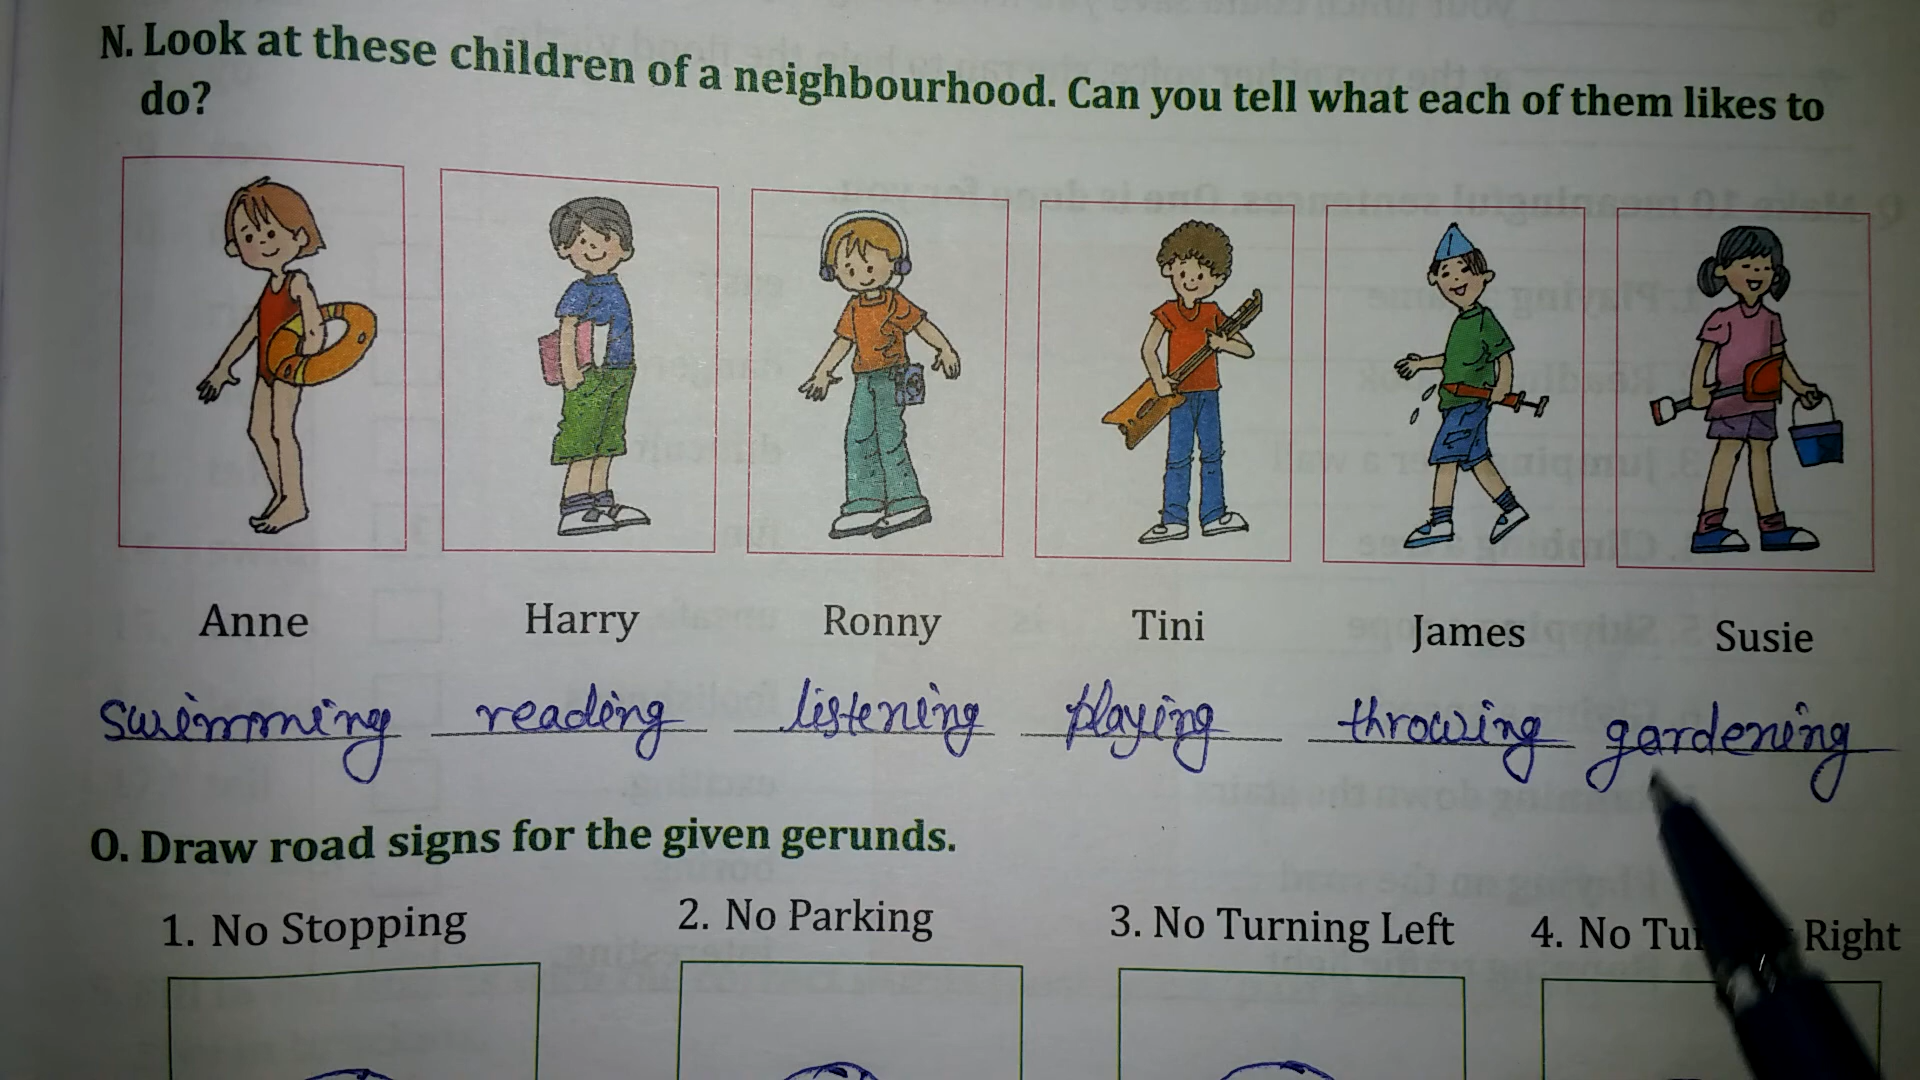 N. Look at these children of a neighbourhood. Can you tell what each of them likes to
do?
Anne Harry Ronny Tini James Susie
swimming reading listening playing throwing gardening
O. Draw road signs for the given gerunds.
1. No Stopping 2. No Parking 3. No Turning Left 4. No Right